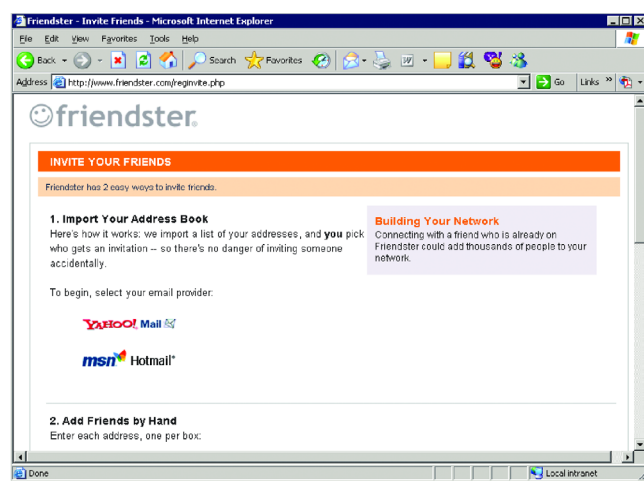 Friendster - Invite Friends - Microsoft Internet Explorer
File Edit View Favorites Tools Help
Back Search Favorites
Address http://www.friendster.com/reginvite.php Go Links »
friendster.
INVITE YOUR FRIENDS
Friendster has 2 easy ways to invite friends.
1. Import Your Address Book
Here's how it works: we import a list of your addresses, and you pick
who gets an invitation -- so there's no danger of inviting someone
accidentally.
Building Your Network
Connecting with a friend who is already on
Friendster could add thousands of people to your
network.
To begin, select your email provider:
YAHOO! Mail
msn Hotmail*
2. Add Friends by Hand
Enter each address, one per box:
Done Local intranet